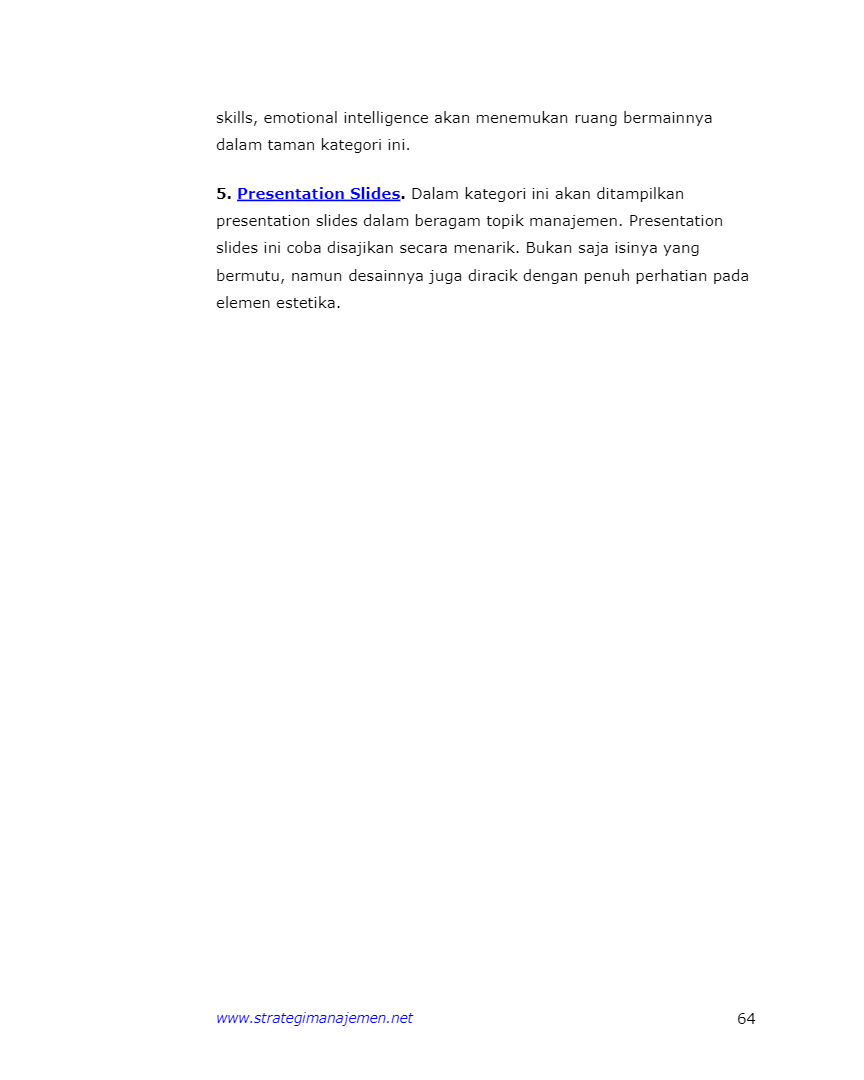 skills, emotional intelligence akan menemukan ruang bermainnya
dalam taman kategori ini.
5. Presentation Slides. Dalam kategori ini akan ditampilkan
presentation slides dalam beragam topik manajemen. Presentation
slides ini coba disajikan secara menarik. Bukan saja isinya yang
bermutu, namun desainnya juga diracik dengan penuh perhatian pada
elemen estetika.
www.strategimanajemen.net 64